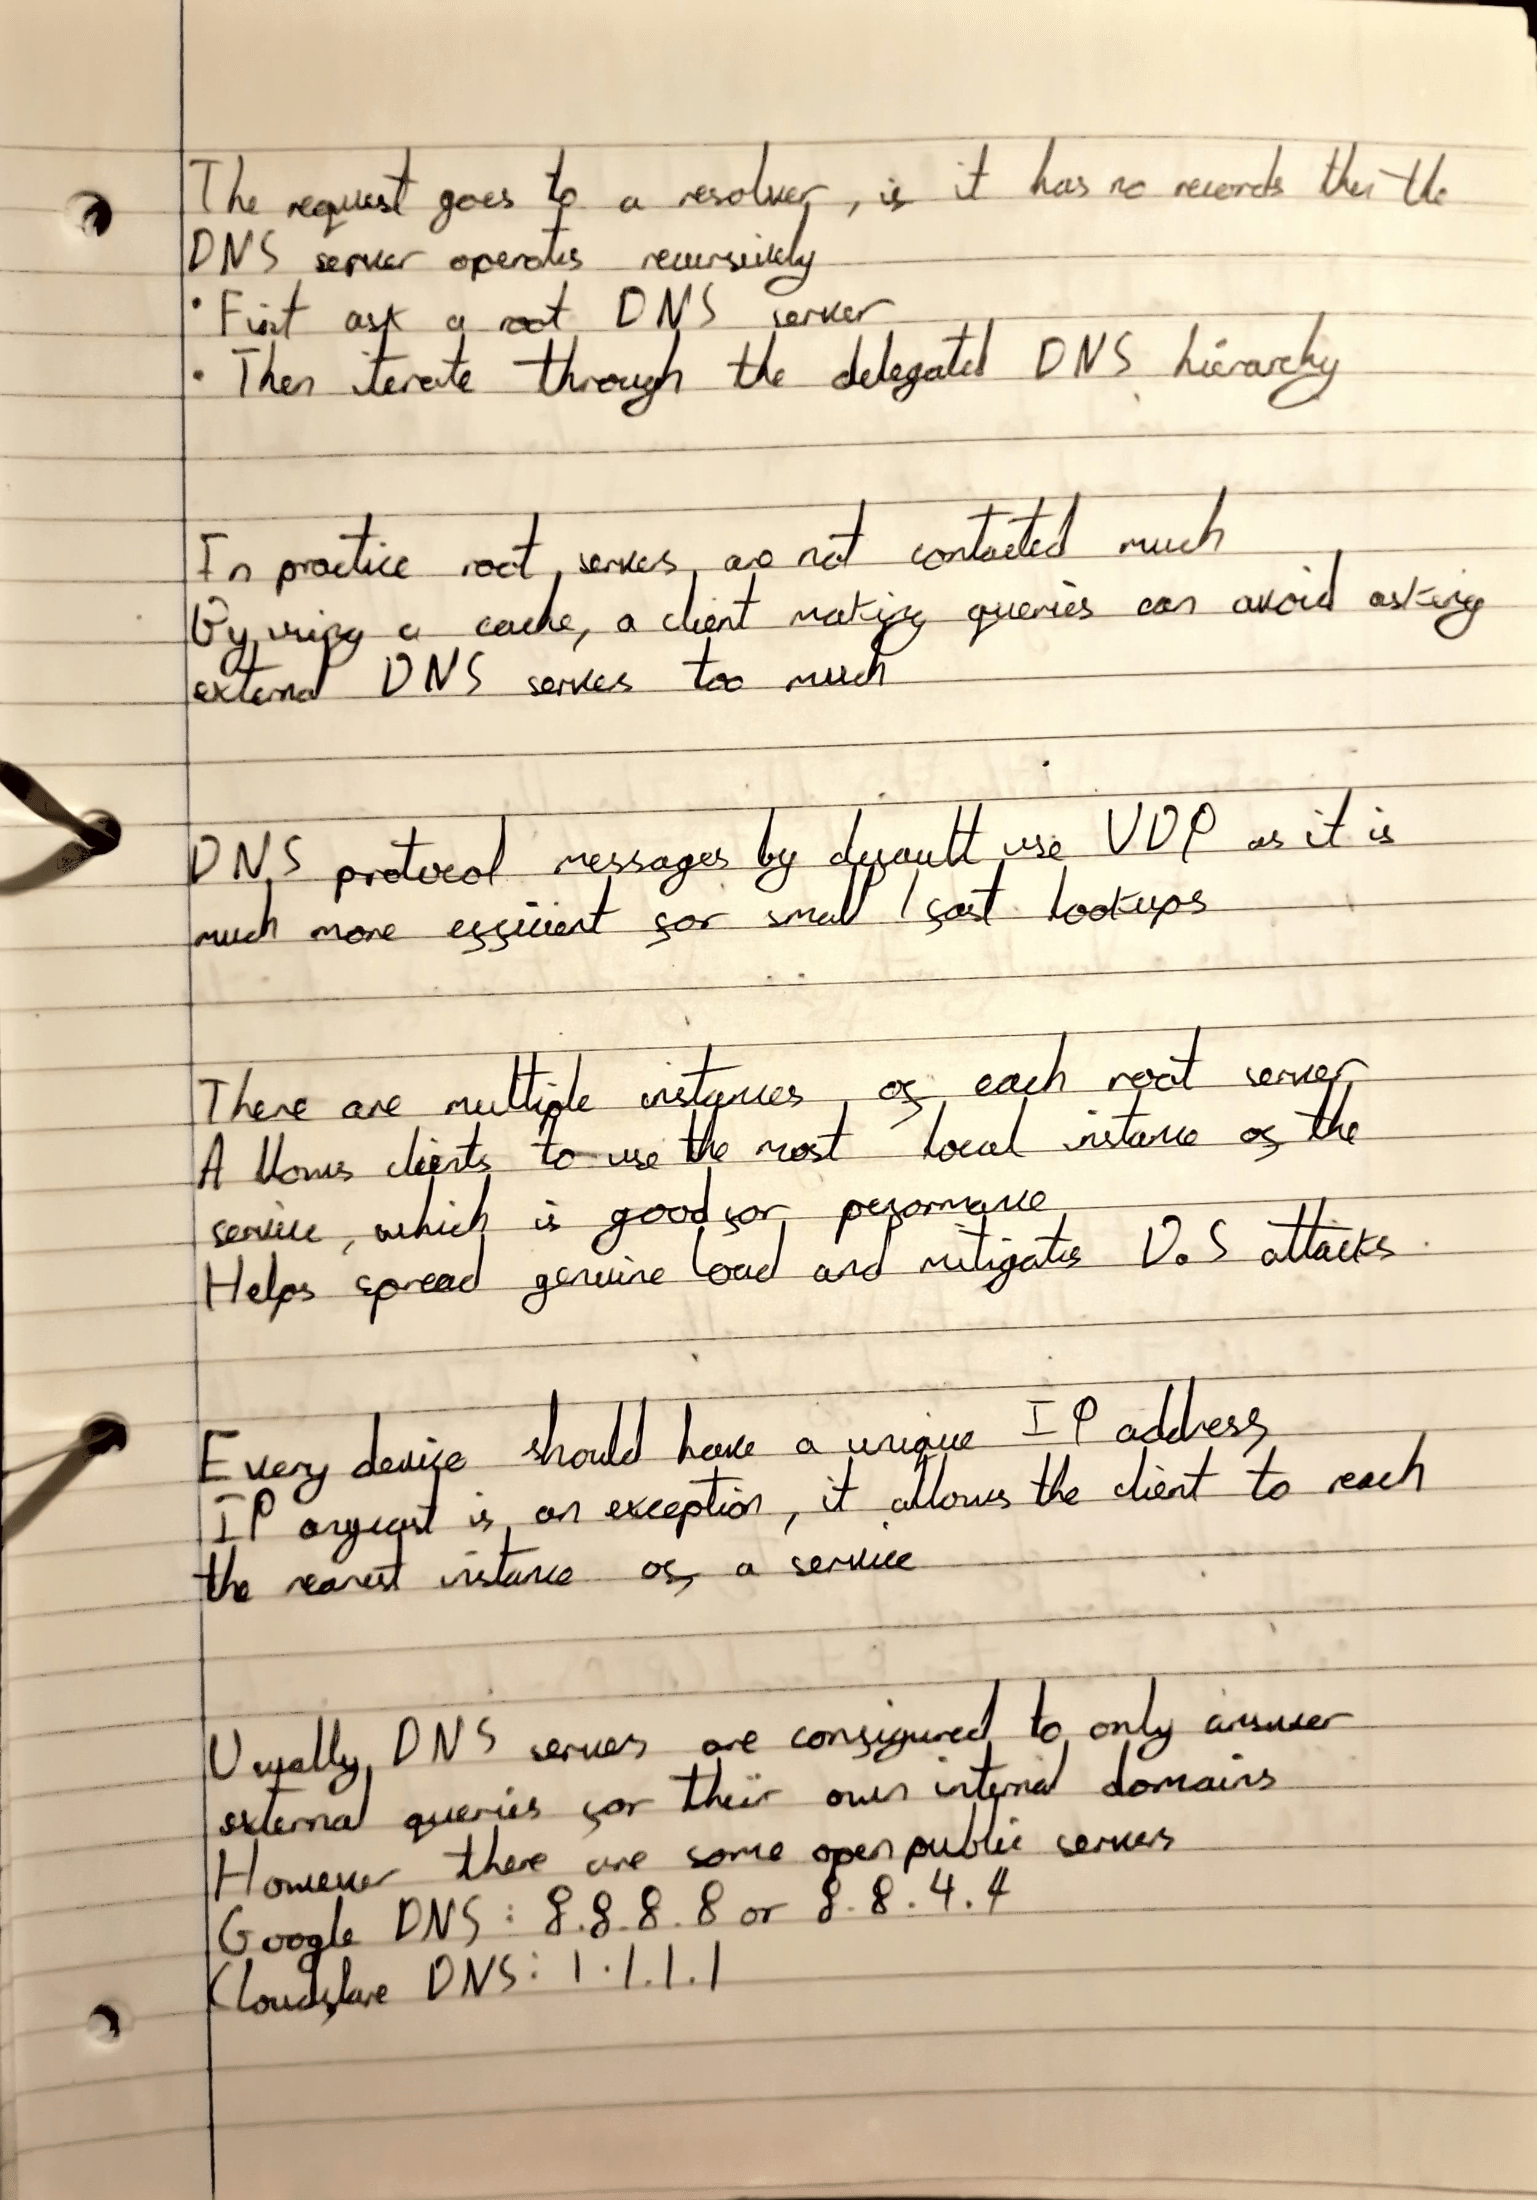 The request goes to a resolver, if it has no records then the
DNS server operates recursively
• First ask a root DNS server
• Then iterate through the delegated DNS hierarchy
In practice root servers are not contacted much
By using a cache, a client making queries can avoid asking
external DNS servers too much
DNS protocol messages by default use UDP as it is
much more efficient for small / fast lookups
There are multiple instances of each root server
Allows clients to use the most local instance of the
service, which is good for peformance
Helps spread genuine load and mitigates DoS attacks
Every device should have a unique IP address,
IP anycast is an exception, it allows the client to reach
the nearest instance of a service
Usually DNS servers are configured to only answer
external queries for their own internal domains
However there are some open public servers
Google DNS: 8.8.8.8 or 8.8.4.4
Cloudflare DNS: 1.1.1.1